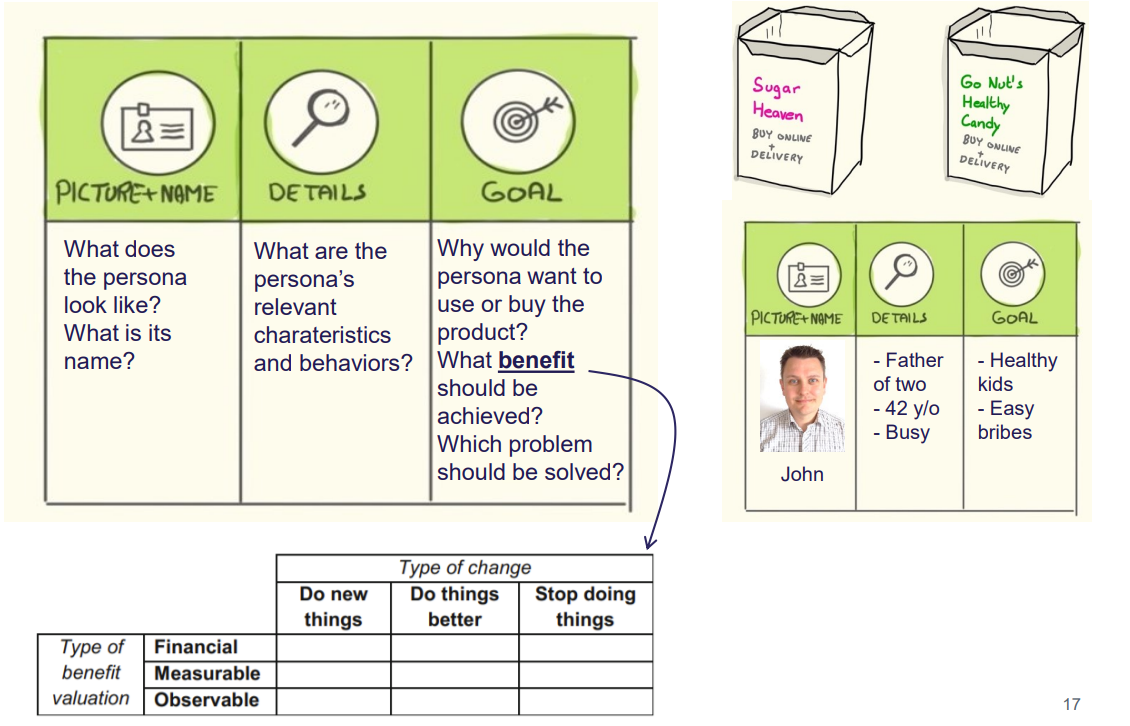 PICTURE+NAME
DETAILS
GOAL
What does
the persona
look like?
What is its
name?
What are the
persona’s
relevant
charateristics
and behaviors?
Why would the
persona want to
use or buy the
product?
What benefit
should be
achieved?
Which problem
should be solved?
Sugar
Heaven
BUY ONLINE
+
DELIVERY
Go Nut's
Healthy
Candy
BUY ONLINE
+
DELIVERY
PICTURE+NAME
DETAILS
GOAL
John
- Father
of two
- 42 y/o
- Busy
- Healthy
kids
- Easy
bribes
Type of change
Do new
things
Do things
better
Stop doing
things
Type of
benefit
valuation
Financial
Measurable
Observable
17